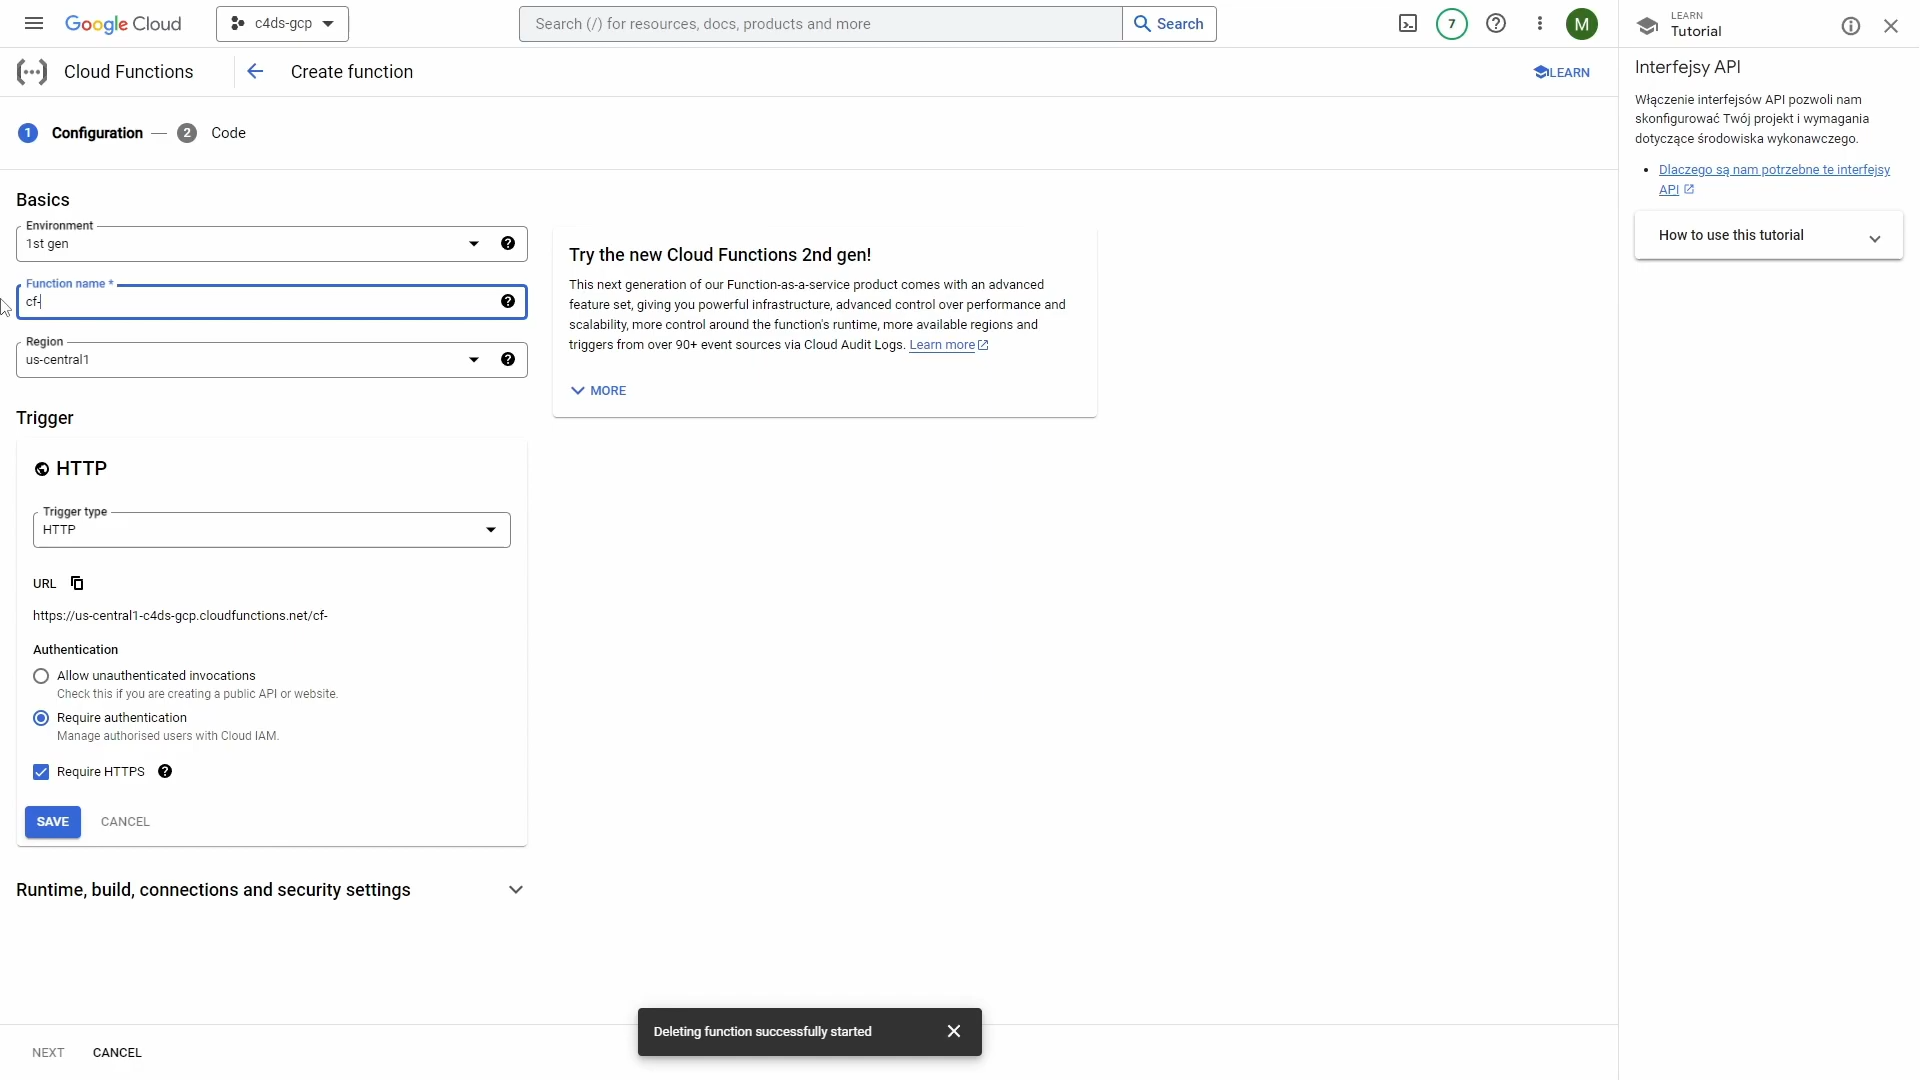 Google Cloud
c4ds-gcp
Search (/) for resources, docs, products and more
Search
7
M
LEARN
Tutorial
Cloud Functions
Create function
LEARN
Interfejsy API
Włączenie interfejsów API pozwoli nam
skonfigurować Twój projekt i wymagania
dotyczące środowiska wykonawczego.
Dlaczego są nam potrzebne te interfejsy
API
How to use this tutorial
1 Configuration — 2 Code
Basics
Environment
1st gen
Function name *
cf-
Region
us-central1
Try the new Cloud Functions 2nd gen!
This next generation of our Function-as-a-service product comes with an advanced
feature set, giving you powerful infrastructure, advanced control over performance and
scalability, more control around the function's runtime, more available regions and
triggers from over 90+ event sources via Cloud Audit Logs. Learn more
MORE
Trigger
HTTP
Trigger type
HTTP
URL
https://us-central1-c4ds-gcp.cloudfunctions.net/cf-
Authentication
Allow unauthenticated invocations
Check this if you are creating a public API or website.
Require authentication
Manage authorised users with Cloud IAM.
Require HTTPS
SAVE
CANCEL
Runtime, build, connections and security settings
Deleting function successfully started
NEXT
CANCEL